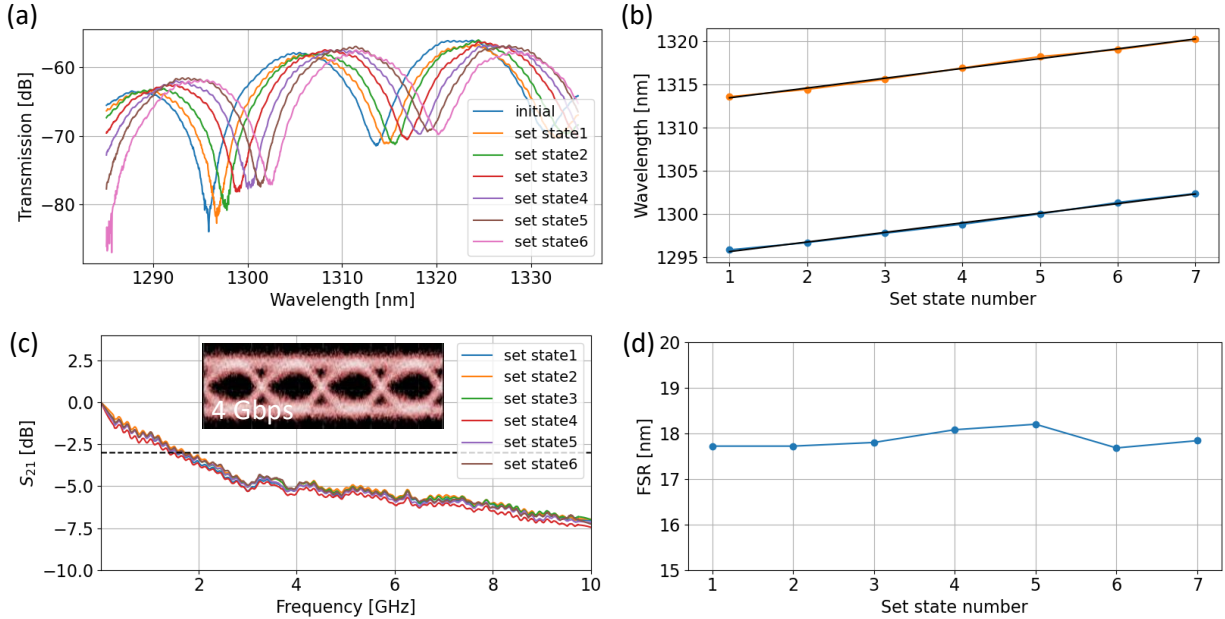 (a)
Transmission [dB]
−60
−70
−80
1290
1300
1310
1320
1330
Wavelength [nm]
initial
set state1
set state2
set state3
set state4
set state5
set state6
(b)
Wavelength [nm]
1320
1315
1310
1305
1300
1295
1
2
3
4
5
6
7
Set state number
(c)
S21 [dB]
2.5
0.0
−2.5
−5.0
−7.5
−10.0
2
4
6
8
10
Frequency [GHz]
4 Gbps
set state1
set state2
set state3
set state4
set state5
set state6
(d)
FSR [nm]
20
19
18
17
16
15
1
2
3
4
5
6
7
Set state number